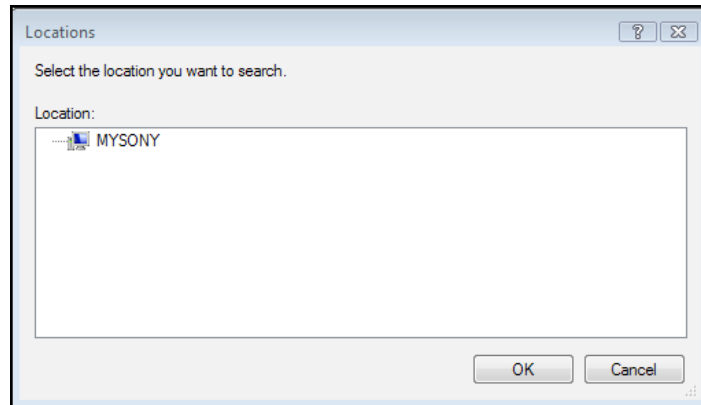 Locations
Select the location you want to search.
Location:
MYSONY
OK
Cancel